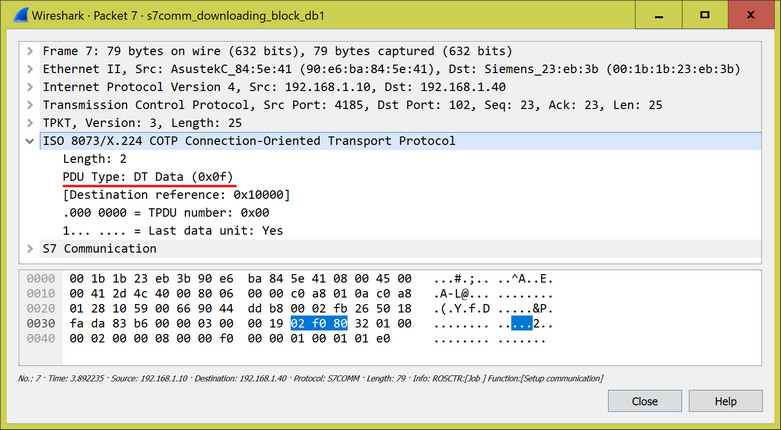 Wireshark · Packet 7 · s7comm_downloading_block_db1
Frame 7: 79 bytes on wire (632 bits), 79 bytes captured (632 bits)
Ethernet II, Src: AsustekC_84:5e:41 (90:e6:ba:84:5e:41), Dst: Siemens_23:eb:3b (00:1b:1b:23:eb:3b)
Internet Protocol Version 4, Src: 192.168.1.10, Dst: 192.168.1.40
Transmission Control Protocol, Src Port: 4185, Dst Port: 102, Seq: 23, Ack: 23, Len: 25
TPKT, Version: 3, Length: 25
ISO 8073/X.224 COTP Connection-Oriented Transport Protocol
Length: 2
PDU Type: DT Data (0x0f)
[Destination reference: 0x10000]
.000 0000 = TPDU number: 0x00
1... .... = Last data unit: Yes
S7 Communication
0000 00 1b 1b 23 eb 3b 90 e6 ba 84 5e 41 08 00 45 00 ...#.;.. ..^A..E.
0010 00 41 2d 4c 40 00 80 06 00 00 c0 a8 01 0a c0 a8 .A-L@... ........
0020 01 28 10 59 00 66 90 44 dd b8 00 02 fb 26 50 18 .(.Y.f.D .....&P.
0030 fa da 83 b6 00 00 03 00 00 19 02 f0 80 32 01 00 ........ .....2..
0040 00 02 00 00 08 00 00 f0 00 00 01 00 01 01 e0 ........ .......
No.: 7 · Time: 3.892235 · Source: 192.168.1.10 · Destination: 192.168.1.40 · Protocol: S7COMM · Length: 79 · Info: ROSCTR:[Job ] Function:[Setup communication]
Close Help